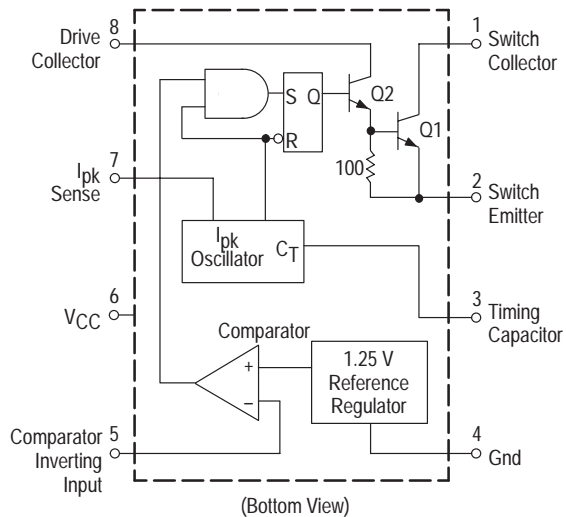 8
Drive
Collector
1
Switch
Collector
S Q
Q2
R
Q1
100
7
Ipk
Sense
2
Switch
Emitter
Ipk
Oscillator
CT
6
VCC
3
Timing
Capacitor
Comparator
+
−
1.25 V
Reference
Regulator
5
Comparator
Inverting
Input
4
Gnd
(Bottom View)